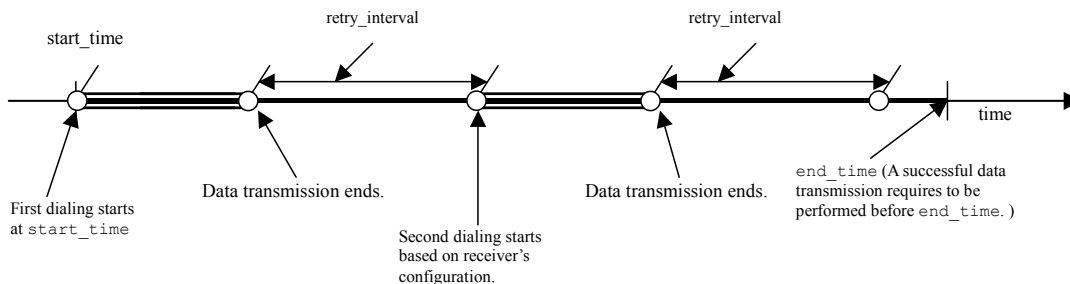 retry_interval
retry_interval
start_time
time
Data transmission ends.
Data transmission ends.
end_time (A successful data
transmission requires to be
performed before end_time. )
First dialing starts
at start_time
Second dialing starts
based on receiver's
configuration.